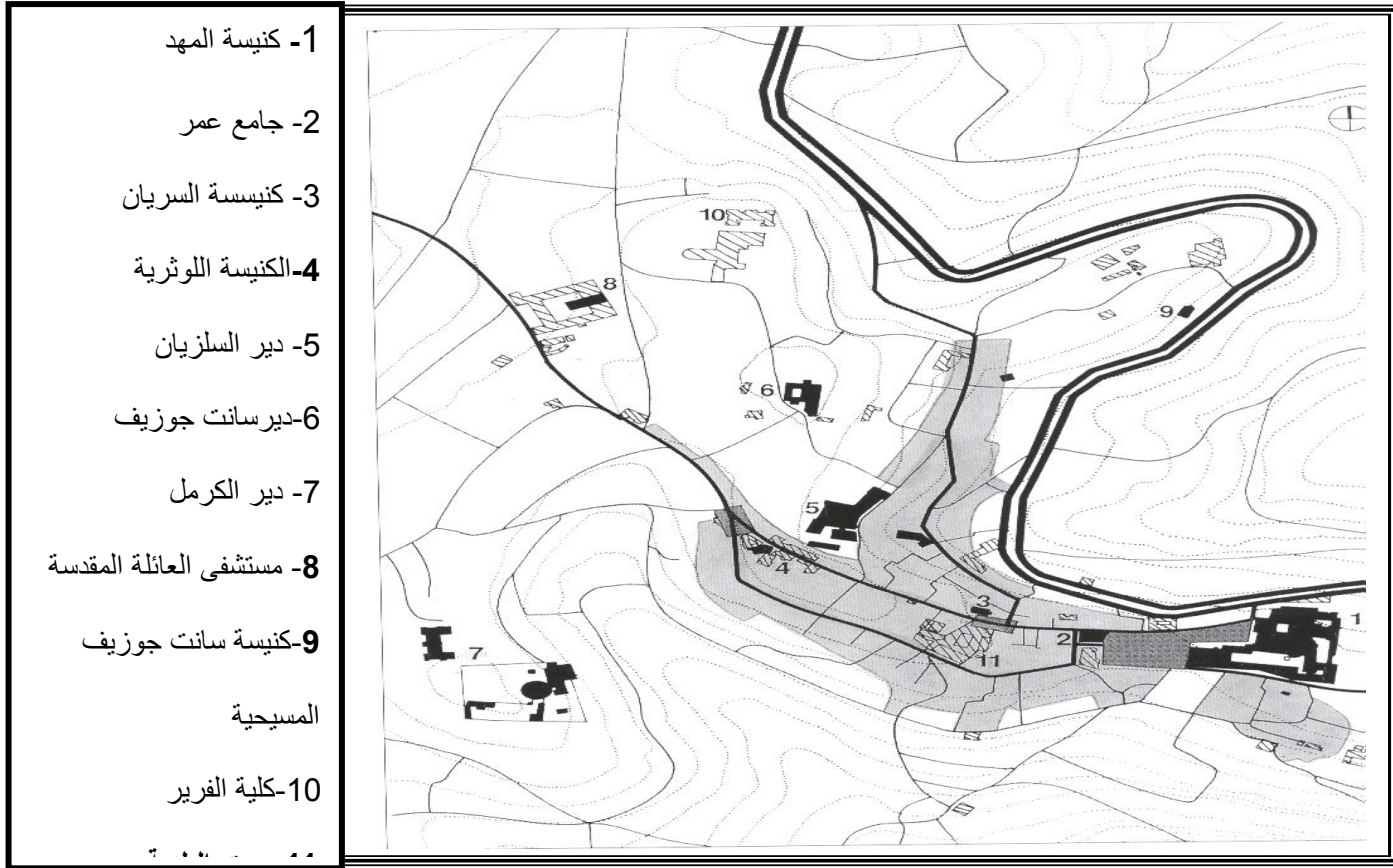 1- كنيسة المهد
2- جامع عمر
3- كنيسسة السريان
4-الكنيسة اللوثرية
5- دير السلزيان
6-ديرسانت جوزيف
7- دير الكرمل
8- مستشفى العائلة المقدسة
9-كنيسة سانت جوزيف
المسيحية
10-كلية الفرير
10
8
9
6
5
4
3
1
2
11
7